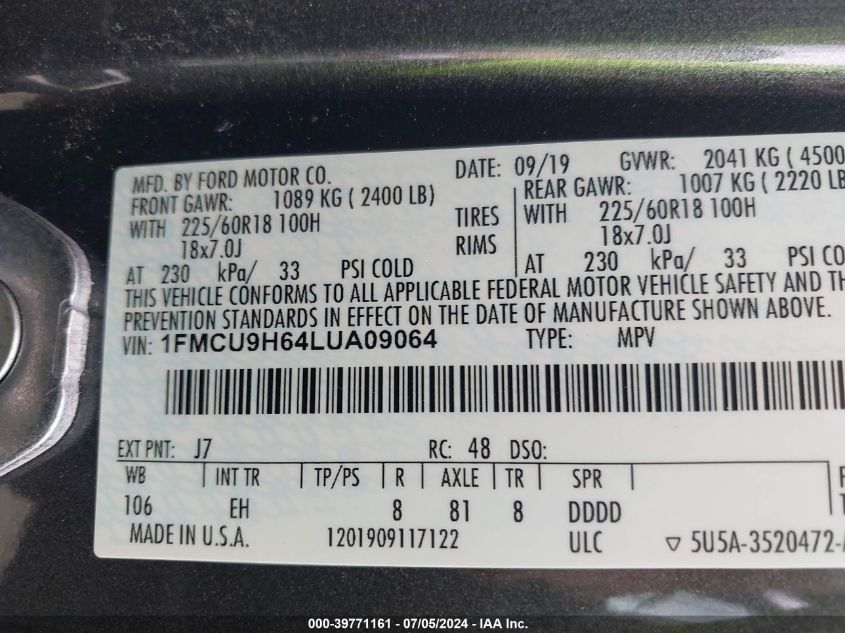 MFD. BY FORD MOTOR CO. DATE: 09/19 GVWR: 2041 KG ( 4500
FRONT GAWR: 1089 KG ( 2400 LB) REAR GAWR: 1007 KG ( 2220 LB
WITH 225/60R18 100H TIRES WITH 225/60R18 100H
18x7.0J RIMS 18x7.0J
AT 230 kPa/ 33 PSI COLD AT 230 kPa/ 33 PSI CO
THIS VEHICLE CONFORMS TO ALL APPLICABLE FEDERAL MOTOR VEHICLE SAFETY AND TH
PREVENTION STANDARDS IN EFFECT ON THE DATE OF MANUFACTURE SHOWN ABOVE.
VIN: 1FMCU9H64LUA09064 TYPE: MPV
EXT PNT: J7 RC: 48 DSO:
WB INT TR TP/PS R AXLE TR SPR
106 EH 8 81 8 DDDD
MADE IN U.S.A. 1201909117122 ULC ▽ 5U5A-3520472-
000-39771161 - 07/05/2024 - IAA Inc.